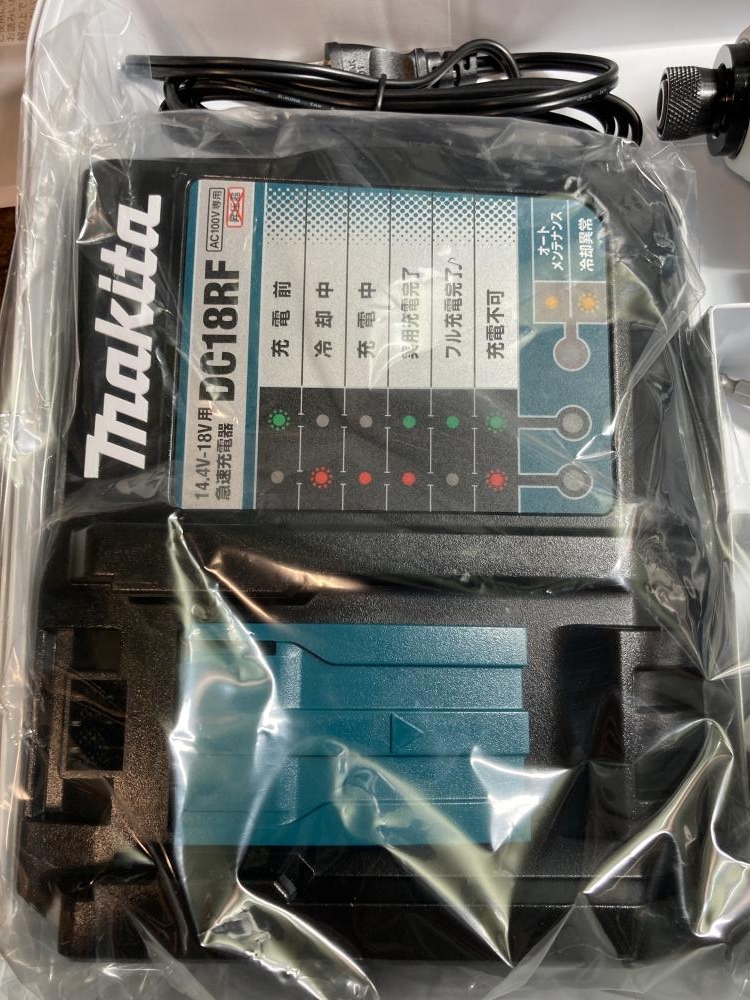 makita
14.4V-18V用
急速充電器
DC18RF
AC100V専用
昇圧器
充電前
冷却中
充電中
実用充電完了
フル充電完了♪
充電不可
オート
メンテナンス
冷却異常